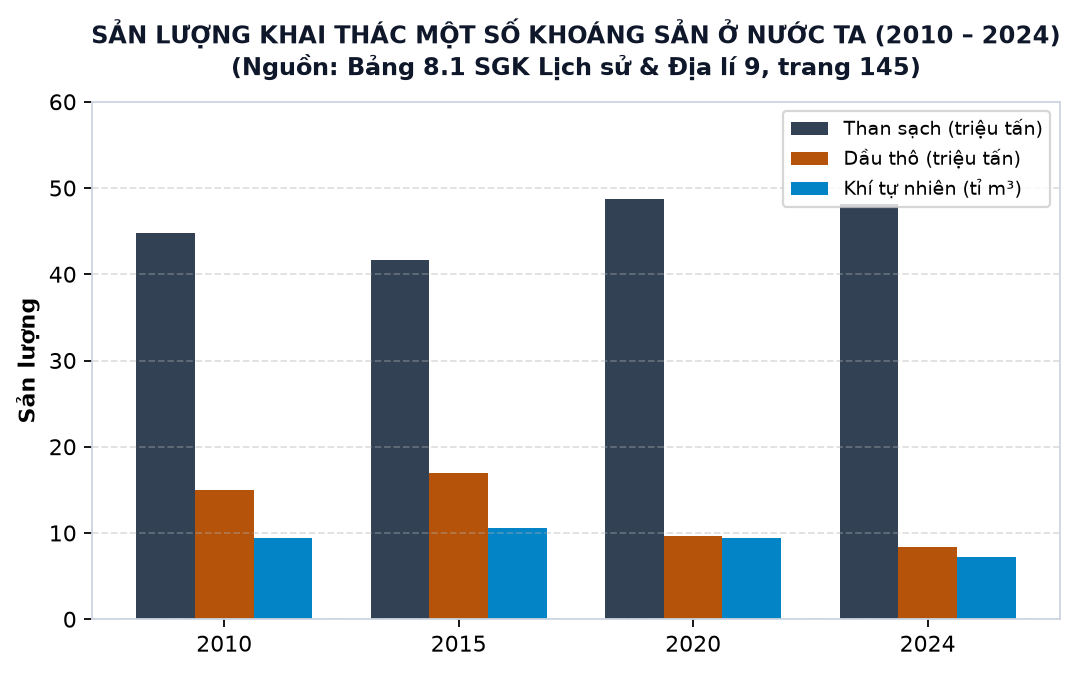 SẢN LƯỢNG KHAI THÁC MỘT SỐ KHOÁNG SẢN Ở NƯỚC TA (2010 – 2024)
(Nguồn: Bảng 8.1 SGK Lịch sử & Địa lí 9, trang 145)
Than sạch (triệu tấn)
Dầu thô (triệu tấn)
Khí tự nhiên (tỉ m³)
Sản lượng
60
50
40
30
20
10
0
2010 2015 2020 2024